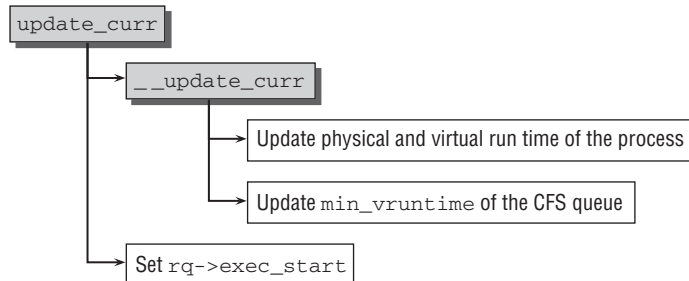 update_curr
__update_curr
Update physical and virtual run time of the process
Update min_vruntime of the CFS queue
Set rq->exec_start